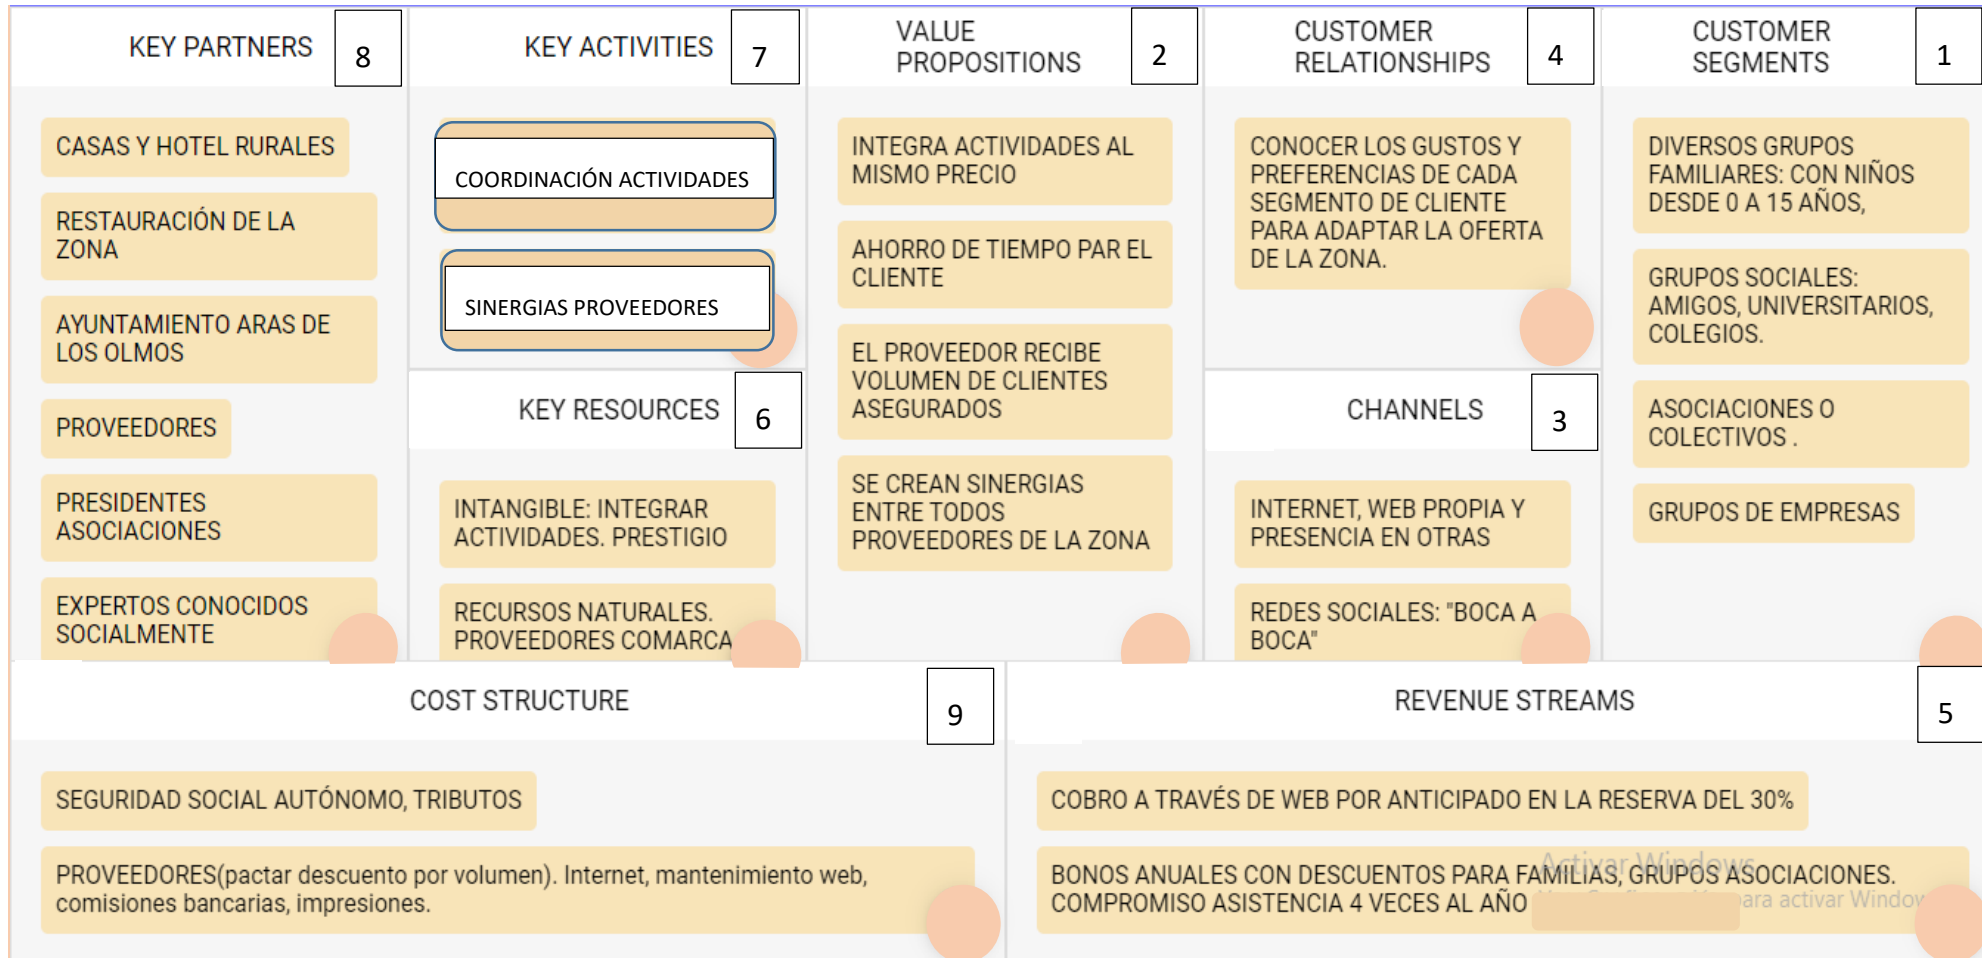 KEY PARTNERS
8
CASAS Y HOTEL RURALES
RESTAURACIÓN DE LA
ZONA
AYUNTAMIENTO ARAS DE
LOS OLMOS
PROVEEDORES
PRESIDENTES
ASOCIACIONES
EXPERTOS CONOCIDOS
SOCIALMENTE
KEY ACTIVITIES
7
COORDINACIÓN ACTIVIDADES
SINERGIAS PROVEEDORES
KEY RESOURCES
6
INTANGIBLE: INTEGRAR
ACTIVIDADES. PRESTIGIO
RECURSOS NATURALES.
PROVEEDORES COMARCA
VALUE
PROPOSITIONS
2
INTEGRA ACTIVIDADES AL
MISMO PRECIO
AHORRO DE TIEMPO PAR EL
CLIENTE
EL PROVEEDOR RECIBE
VOLUMEN DE CLIENTES
ASEGURADOS
SE CREAN SINERGIAS
ENTRE TODOS
PROVEEDORES DE LA ZONA
CUSTOMER
RELATIONSHIPS
4
CONOCER LOS GUSTOS Y
PREFERENCIAS DE CADA
SEGMENTO DE CLIENTE
PARA ADAPTAR LA OFERTA
DE LA ZONA.
CHANNELS
3
INTERNET, WEB PROPIA Y
PRESENCIA EN OTRAS
REDES SOCIALES: "BOCA A
BOCA"
CUSTOMER
SEGMENTS
1
DIVERSOS GRUPOS
FAMILIARES: CON NIÑOS
DESDE 0 A 15 AÑOS,
GRUPOS SOCIALES:
AMIGOS, UNIVERSITARIOS,
COLEGIOS.
ASOCIACIONES O
COLECTIVOS .
GRUPOS DE EMPRESAS
COST STRUCTURE
9
SEGURIDAD SOCIAL AUTÓNOMO, TRIBUTOS
PROVEEDORES(pactar descuento por volumen). Internet, mantenimiento web,
comisiones bancarias, impresiones.
REVENUE STREAMS
5
COBRO A TRAVÉS DE WEB POR ANTICIPADO EN LA RESERVA DEL 30%
BONOS ANUALES CON DESCUENTOS PARA FAMILIAS, GRUPOS ASOCIACIONES.
COMPROMISO ASISTENCIA 4 VECES AL AÑO
Activar Windows
para activar Window